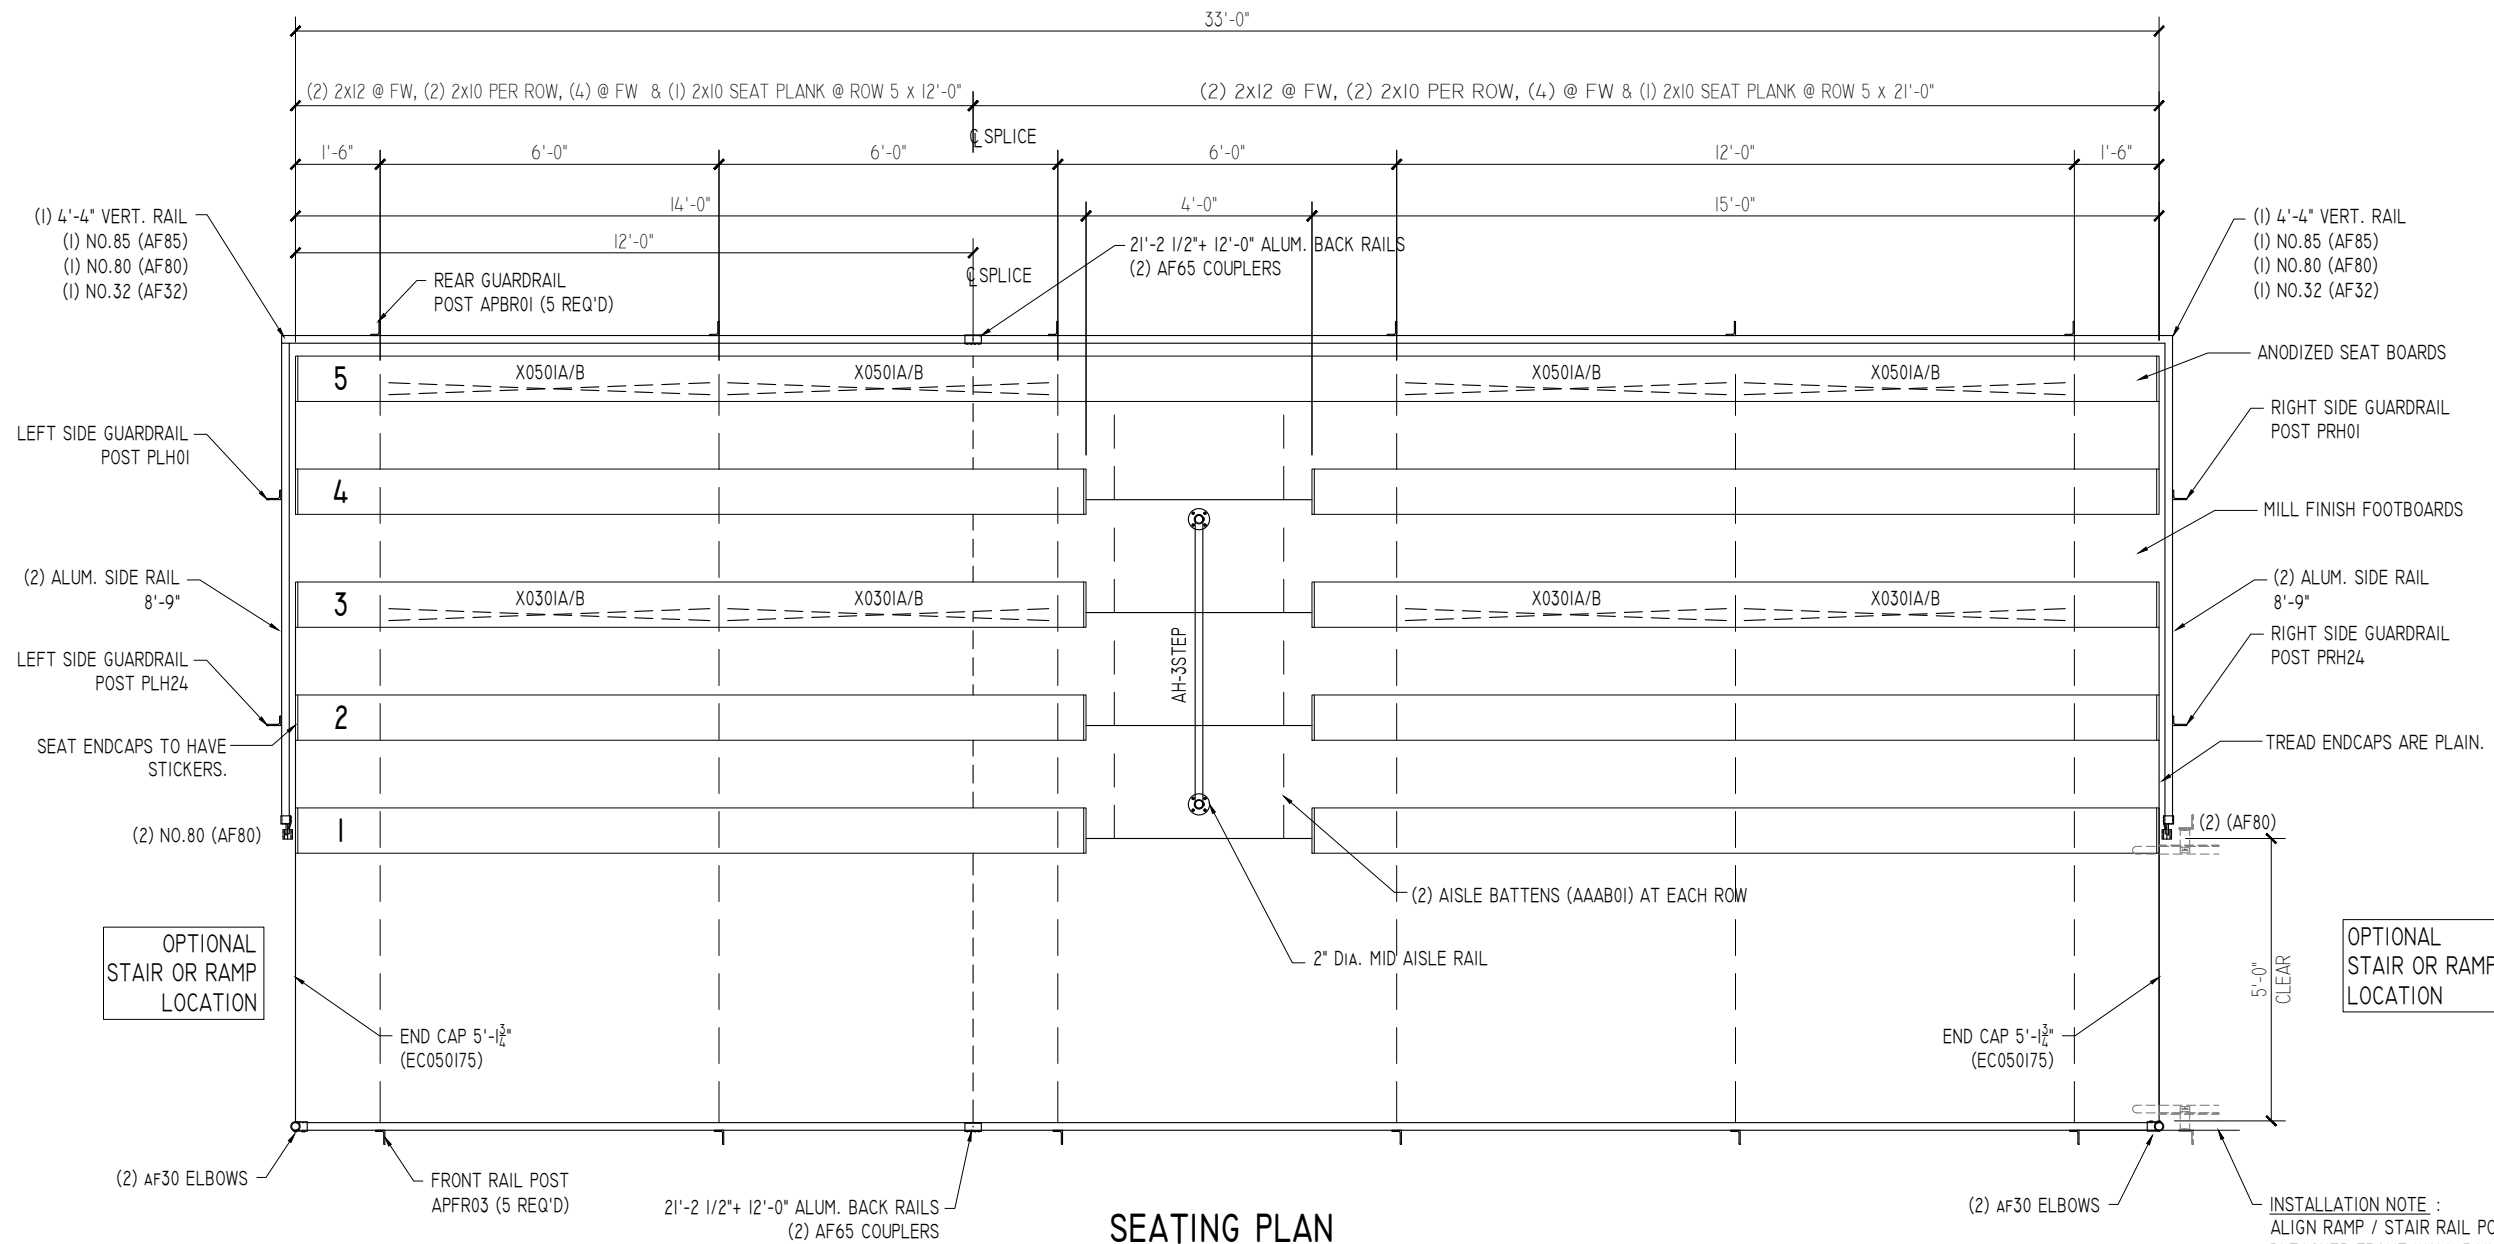 33'-0"
(2) 2x12 @ FW, (2) 2x10 PER ROW, (4) @ FW & (1) 2x10 SEAT PLANK @ ROW 5 x 12'-0"
(2) 2x12 @ FW, (2) 2x10 PER ROW, (4) @ FW & (1) 2x10 SEAT PLANK @ ROW 5 x 21'-0"
℄ SPLICE
1'-6"
6'-0"
6'-0"
6'-0"
12'-0"
1'-6"
14'-0"
4'-0"
15'-0"
12'-0"
℄ SPLICE
(1) 4'-4" VERT. RAIL
(1) NO.85 (AF85)
(1) NO.80 (AF80)
(1) NO.32 (AF32)
REAR GUARDRAIL
POST APBR01 (5 REQ'D)
21'-2 1/2"+ 12'-0" ALUM. BACK RAILS
(2) AF65 COUPLERS
(1) 4'-4" VERT. RAIL
(1) NO.85 (AF85)
(1) NO.80 (AF80)
(1) NO.32 (AF32)
ANODIZED SEAT BOARDS
5
X0501A/B
X0501A/B
X0501A/B
X0501A/B
LEFT SIDE GUARDRAIL
POST PLH01
RIGHT SIDE GUARDRAIL
POST PRH01
4
MILL FINISH FOOTBOARDS
(2) ALUM. SIDE RAIL
8'-9"
3
X0301A/B
X0301A/B
X0301A/B
X0301A/B
(2) ALUM. SIDE RAIL
8'-9"
AH-3STEP
LEFT SIDE GUARDRAIL
POST PLH24
RIGHT SIDE GUARDRAIL
POST PRH24
2
SEAT ENDCAPS TO HAVE
STICKERS.
TREAD ENDCAPS ARE PLAIN.
(2) NO.80 (AF80)
1
(2) (AF80)
(2) AISLE BATTENS (AAAB01) AT EACH ROW
2" DIA. MID AISLE RAIL
OPTIONAL
STAIR OR RAMP
LOCATION
5'-0"
CLEAR
OPTIONAL
STAIR OR RAMP
LOCATION
END CAP 5'-1¾"
(EC050175)
END CAP 5'-1¾"
(EC050175)
(2) AF30 ELBOWS
FRONT RAIL POST
APFR03 (5 REQ'D)
21'-2 1/2"+ 12'-0" ALUM. BACK RAILS
(2) AF65 COUPLERS
SEATING PLAN
(2) AF30 ELBOWS
INSTALLATION NOTE :
ALIGN RAMP / STAIR RAIL